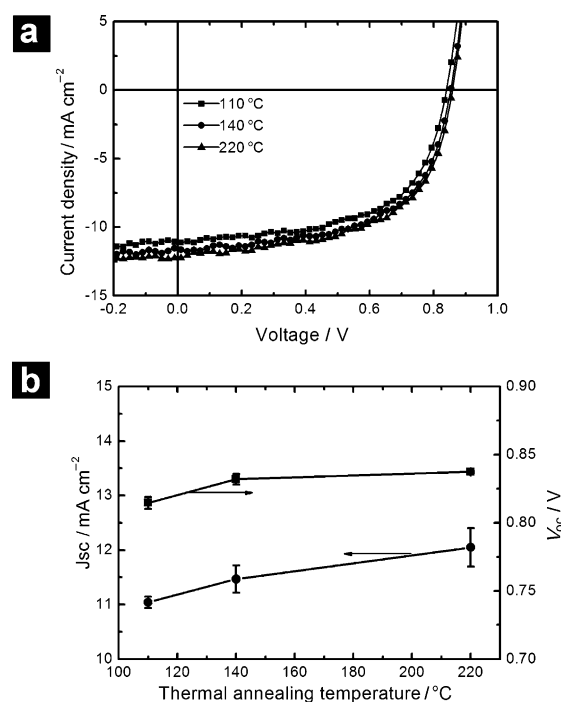 a
5
0
-5
-10
-15
Current density / mA cm⁻²
110 °C
140 °C
220 °C
-0.2 0.0 0.2 0.4 0.6 0.8 1.0
Voltage / V
b
15
14
13
12
11
10
Jsc / mA cm⁻²
0.90
0.85
0.80
0.75
0.70
Voc / V
100 120 140 160 180 200 220
Thermal annealing temperature / °C